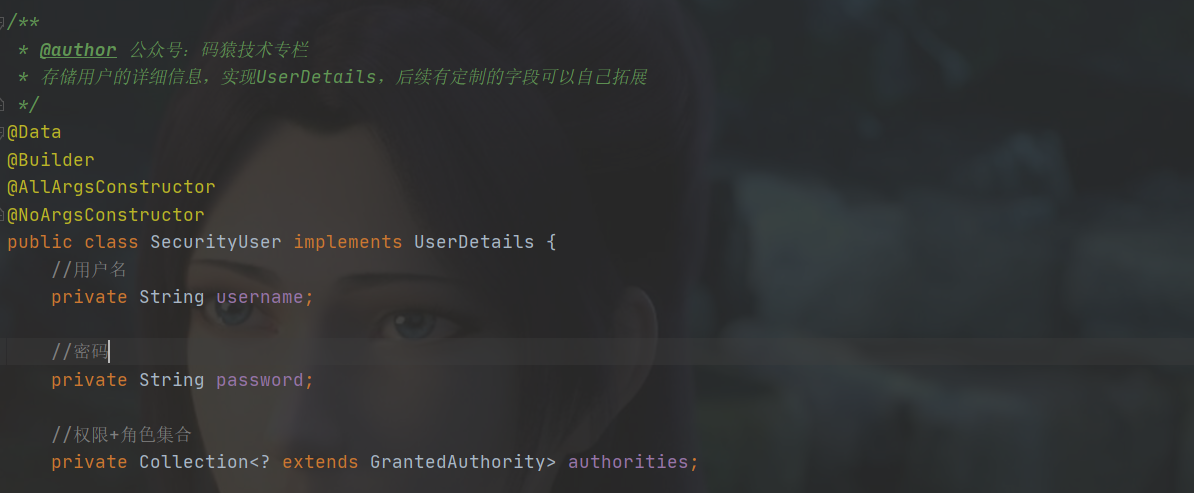 /**
 * @author 公众号：码猿技术专栏
 * 存储用户的详细信息，实现UserDetails，后续有定制的字段可以自己拓展
 */
@Data
@Builder
@AllArgsConstructor
@NoArgsConstructor
public class SecurityUser implements UserDetails {
    //用户名
    private String username;

    //密码
    private String password;

    //权限+角色集合
    private Collection<? extends GrantedAuthority> authorities;